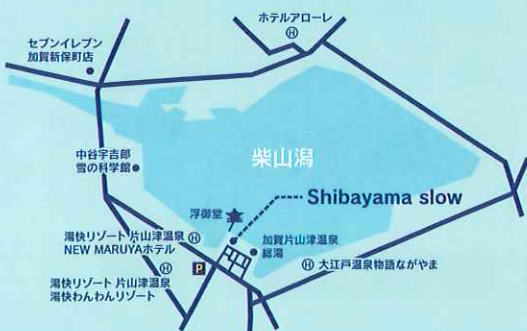 ホテルアローレ
H
セブンイレブン
加賀新保町店
中谷宇吉郎
雪の科学館
柴山潟
Shibayama slow
浮御堂
湯快リゾート 片山津温泉
NEW MARUYAホテル
H
加賀片山津温泉
総湯
P
H
大江戸温泉物語ながやま
湯快リゾート 片山津温泉
湯快わんわんリゾート
H